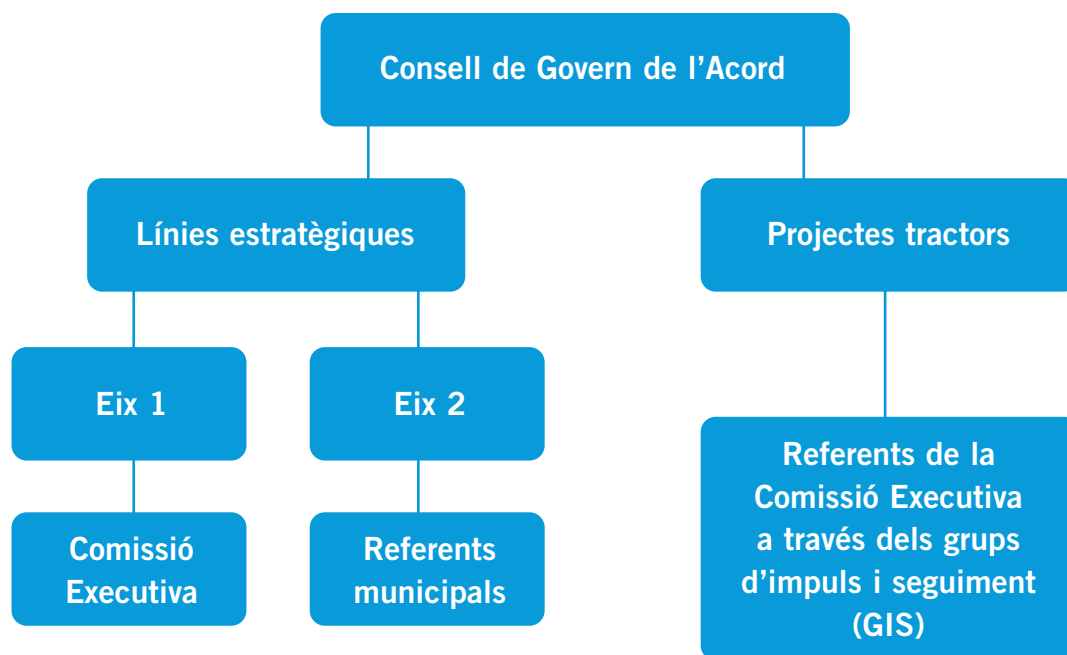 Consell de Govern de l’Acord
Línies estratègiques
Projectes tractors
Eix 1
Eix 2
Comissió
Executiva
Referents
municipals
Referents de la
Comissió Executiva
a través dels grups
d’impuls i seguiment
(GIS)